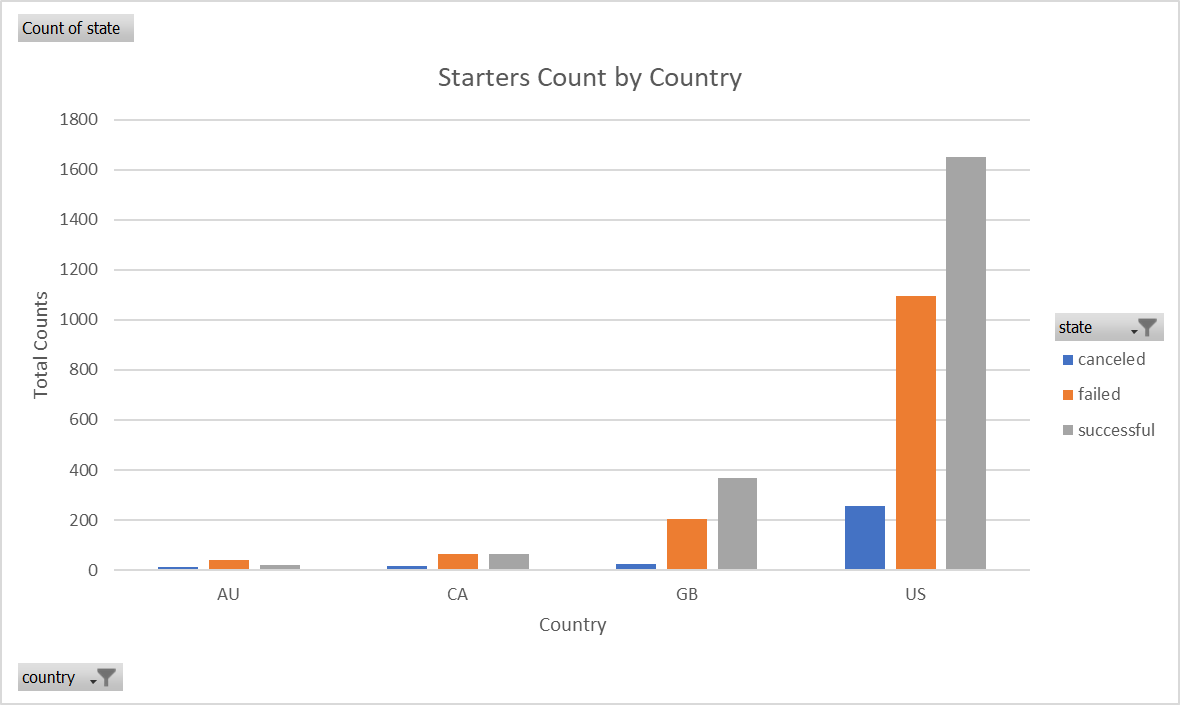 Count of state
Starters Count by Country
1800
1600
1400
1200
1000
800
600
400
200
0
Total Counts
AU CA GB US
Country
state
canceled
failed
successful
country